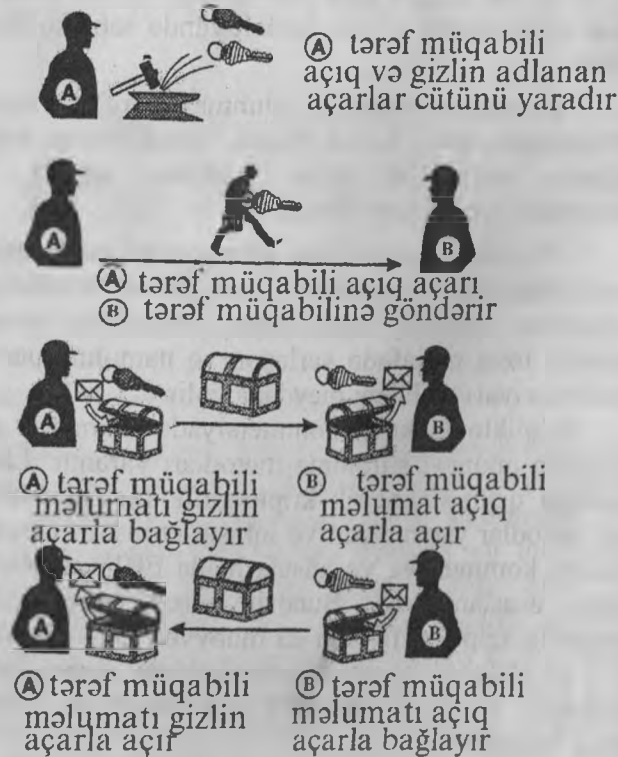 A
Ⓐ tərəf müqabili
açıq və gizlin adlanan
açarlar cütünü yaradır
A
B
Ⓐ tərəf müqabili açıq açarı
Ⓑ tərəf müqabilinə göndərir
A
B
Ⓐ tərəf müqabili
məlumatı gizlin
açarla bağlayır
Ⓑ tərəf müqabili
məlumat açıq
açarla açır
A
B
Ⓐ tərəf müqabili
məlumatı gizlin
açarla açır
Ⓑ tərəf müqabili
məlumatı açıq
açarla bağlayır